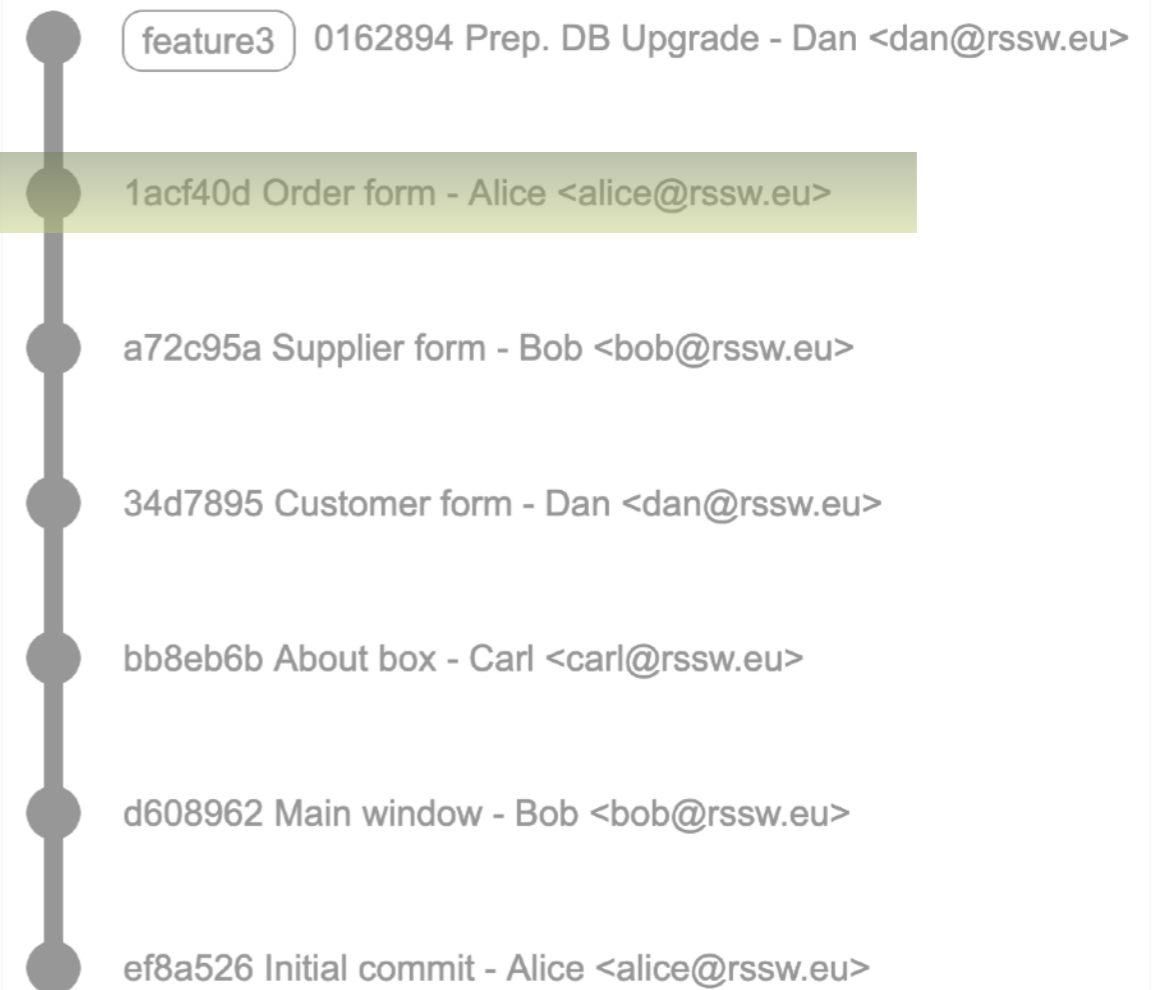 feature3 0162894 Prep. DB Upgrade - Dan <dan@rssw.eu>
1acf40d Order form - Alice <alice@rssw.eu>
a72c95a Supplier form - Bob <bob@rssw.eu>
34d7895 Customer form - Dan <dan@rssw.eu>
bb8eb6b About box - Carl <carl@rssw.eu>
d608962 Main window - Bob <bob@rssw.eu>
ef8a526 Initial commit - Alice <alice@rssw.eu>